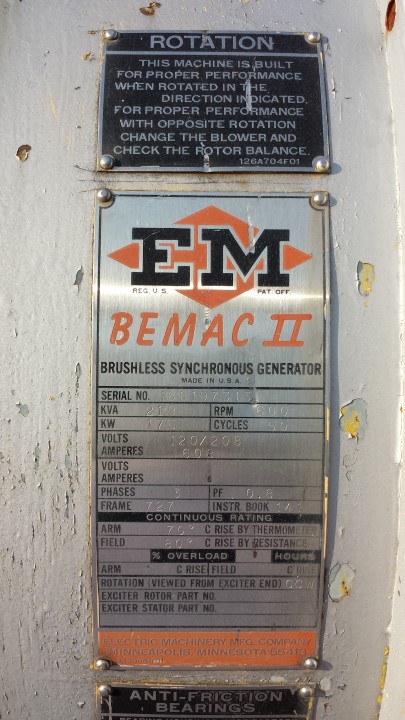 ROTATION
THIS MACHINE IS BUILT
FOR PROPER PERFORMANCE
WHEN ROTATED IN THE
DIRECTION INDICATED.
FOR PROPER PERFORMANCE
WITH OPPOSITE ROTATION
CHANGE THE BLOWER AND
CHECK THE ROTOR BALANCE.
126A704F01
EM
REG. U.S. PAT. OFF.
BEMAC II
BRUSHLESS SYNCHRONOUS GENERATOR
MADE IN U.S.A.
SERIAL NO.
KVA RPM
KW CYCLES
VOLTS 120/208
AMPERES 608
VOLTS
AMPERES
PHASES 3 PF 0.8
FRAME INSTR. BOOK
CONTINUOUS RATING
ARM 70° C RISE BY THERMOMETER
FIELD C RISE BY RESISTANCE
% OVERLOAD HOURS
ARM C RISE FIELD C RISE
ROTATION (VIEWED FROM EXCITER END) CCW
EXCITER ROTOR PART NO.
EXCITER STATOR PART NO.
ELECTRIC MACHINERY MFG. COMPANY
MINNEAPOLIS, MINNESOTA 55413
ANTI-FRICTION
BEARINGS